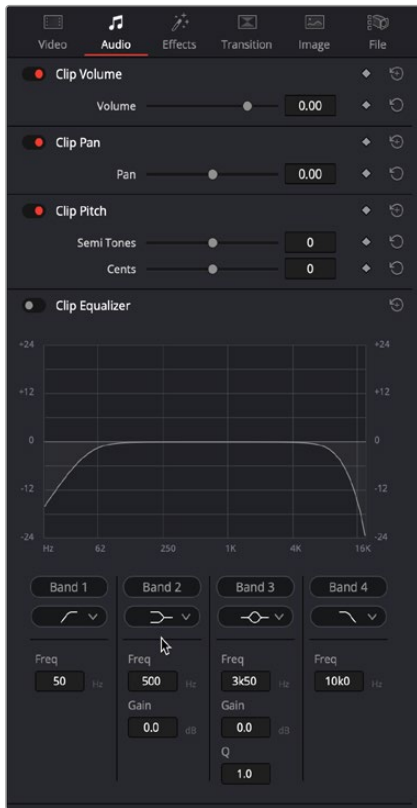 Video Audio Effects Transition Image File
Clip Volume
Volume 0.00
Clip Pan
Pan 0.00
Clip Pitch
Semi Tones 0
Cents 0
Clip Equalizer
+24 +24
+12 +12
0 0
-12 -12
-24 -24
Hz 62 250 1K 4K 16K
Band 1 Band 2 Band 3 Band 4
Freq Freq Freq Freq
50 Hz 500 Hz 3k50 Hz 10k0 Hz
Gain Gain
0.0 dB 0.0 dB
Q
1.0